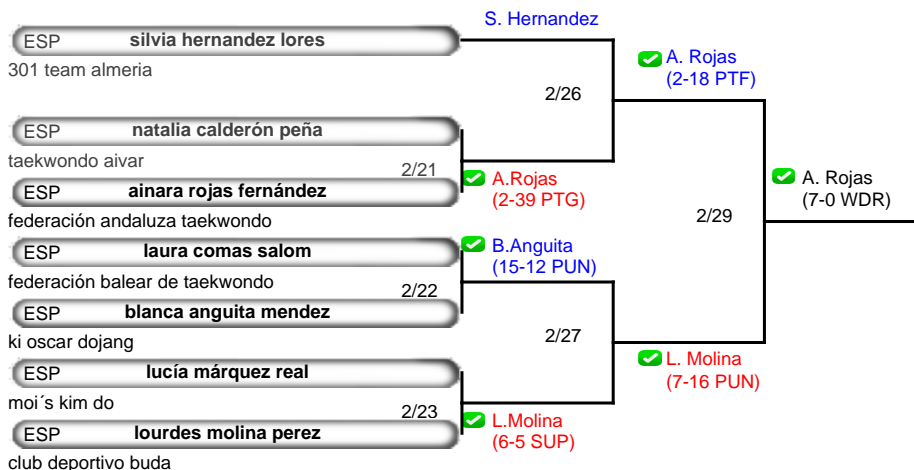 S. Hernandez
ESP silvia hernandez lores
301 team almeria
A. Rojas
(2-18 PTF)
2/26
ESP natalia calderón peña
taekwondo aivar
2/21
ESP ainara rojas fernández
federación andaluza taekwondo
A.Rojas
(2-39 PTG)
A. Rojas
(7-0 WDR)
2/29
ESP laura comas salom
federación balear de taekwondo
B.Anguita
(15-12 PUN)
2/22
ESP blanca anguita mendez
ki oscar dojang
2/27
ESP lucía márquez real
moi´s kim do
L. Molina
(7-16 PUN)
2/23
ESP lourdes molina perez
club deportivo buda
L.Molina
(6-5 SUP)